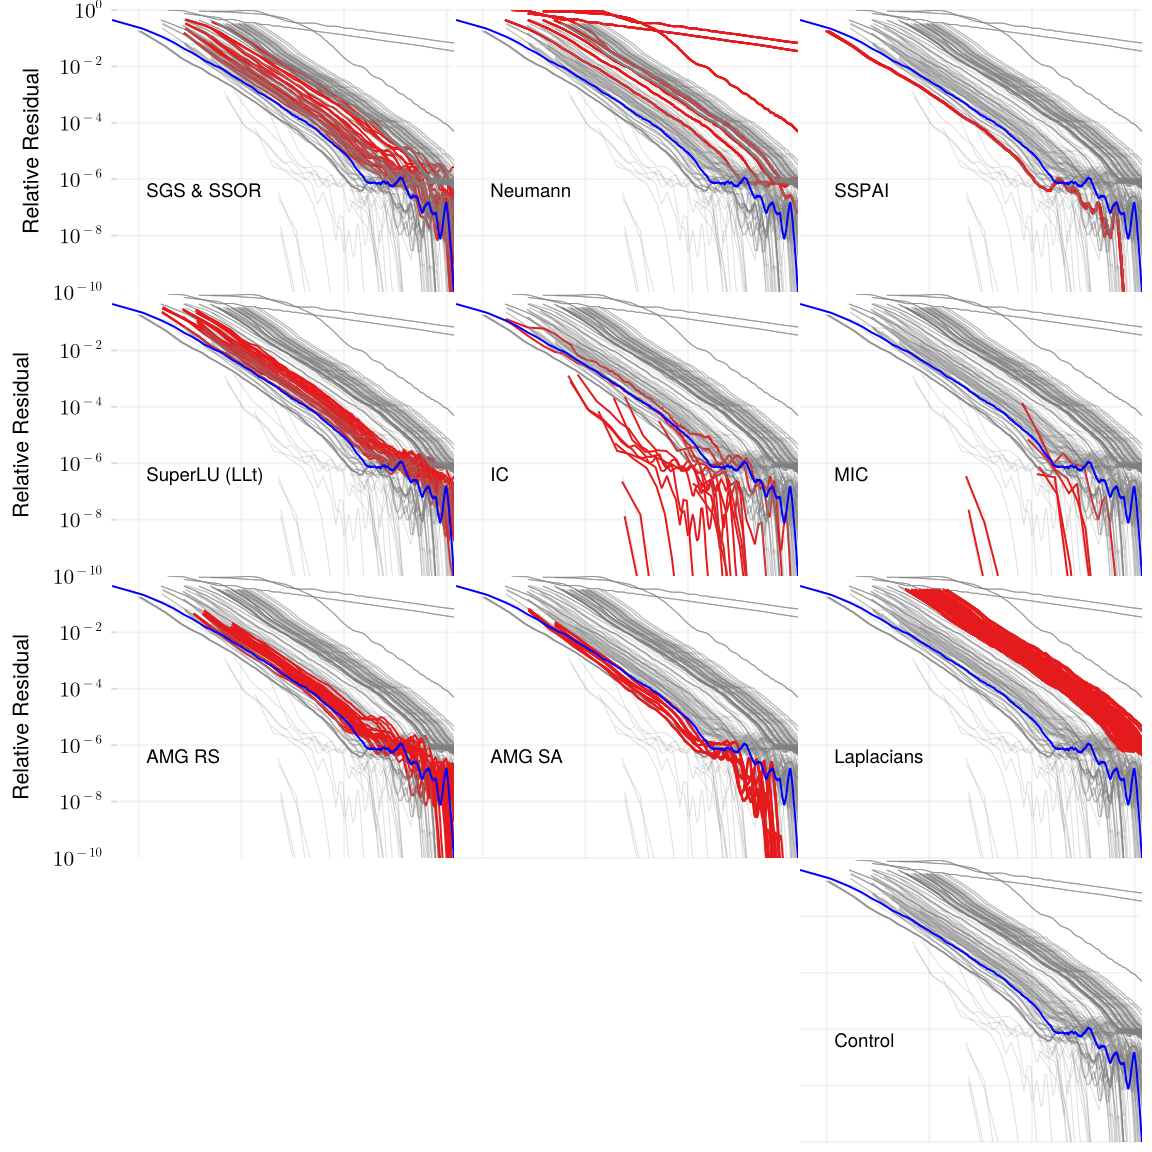 10^0
10^−2
10^−4
10^−6
10^−8
10^−10
Relative Residual
SGS & SSOR
Neumann
SSPAI
10^−2
10^−4
10^−6
10^−8
10^−10
Relative Residual
SuperLU (LLt)
IC
MIC
10^−2
10^−4
10^−6
10^−8
10^−10
Relative Residual
AMG RS
AMG SA
Laplacians
Control